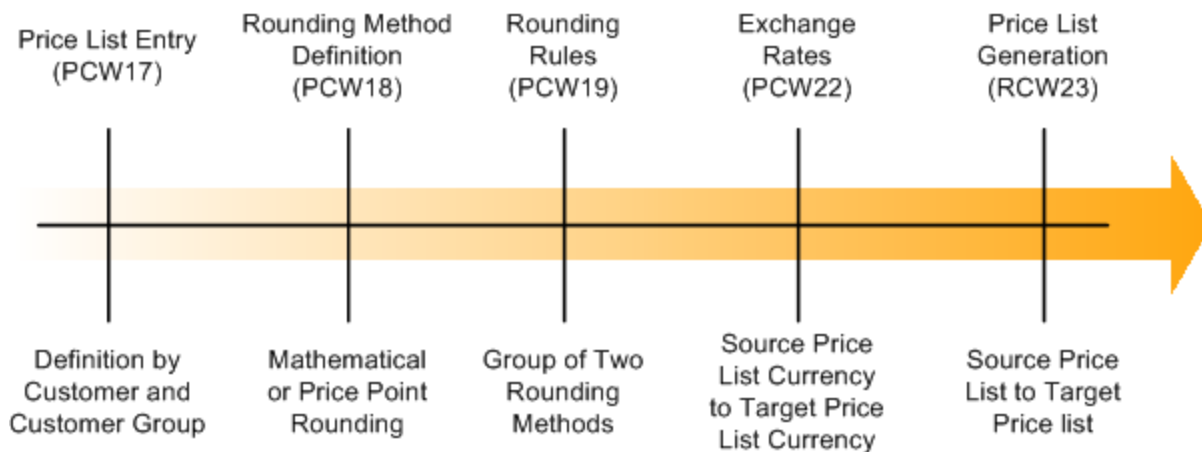 Price List Entry
(PCW17)
Rounding Method
Definition
(PCW18)
Rounding
Rules
(PCW19)
Exchange
Rates
(PCW22)
Price List
Generation
(RCW23)
Definition by
Customer and
Customer Group
Mathematical
or Price Point
Rounding
Group of Two
Rounding
Methods
Source Price
List Currency
to Target Price
List Currency
Source Price
List to Target
Price list